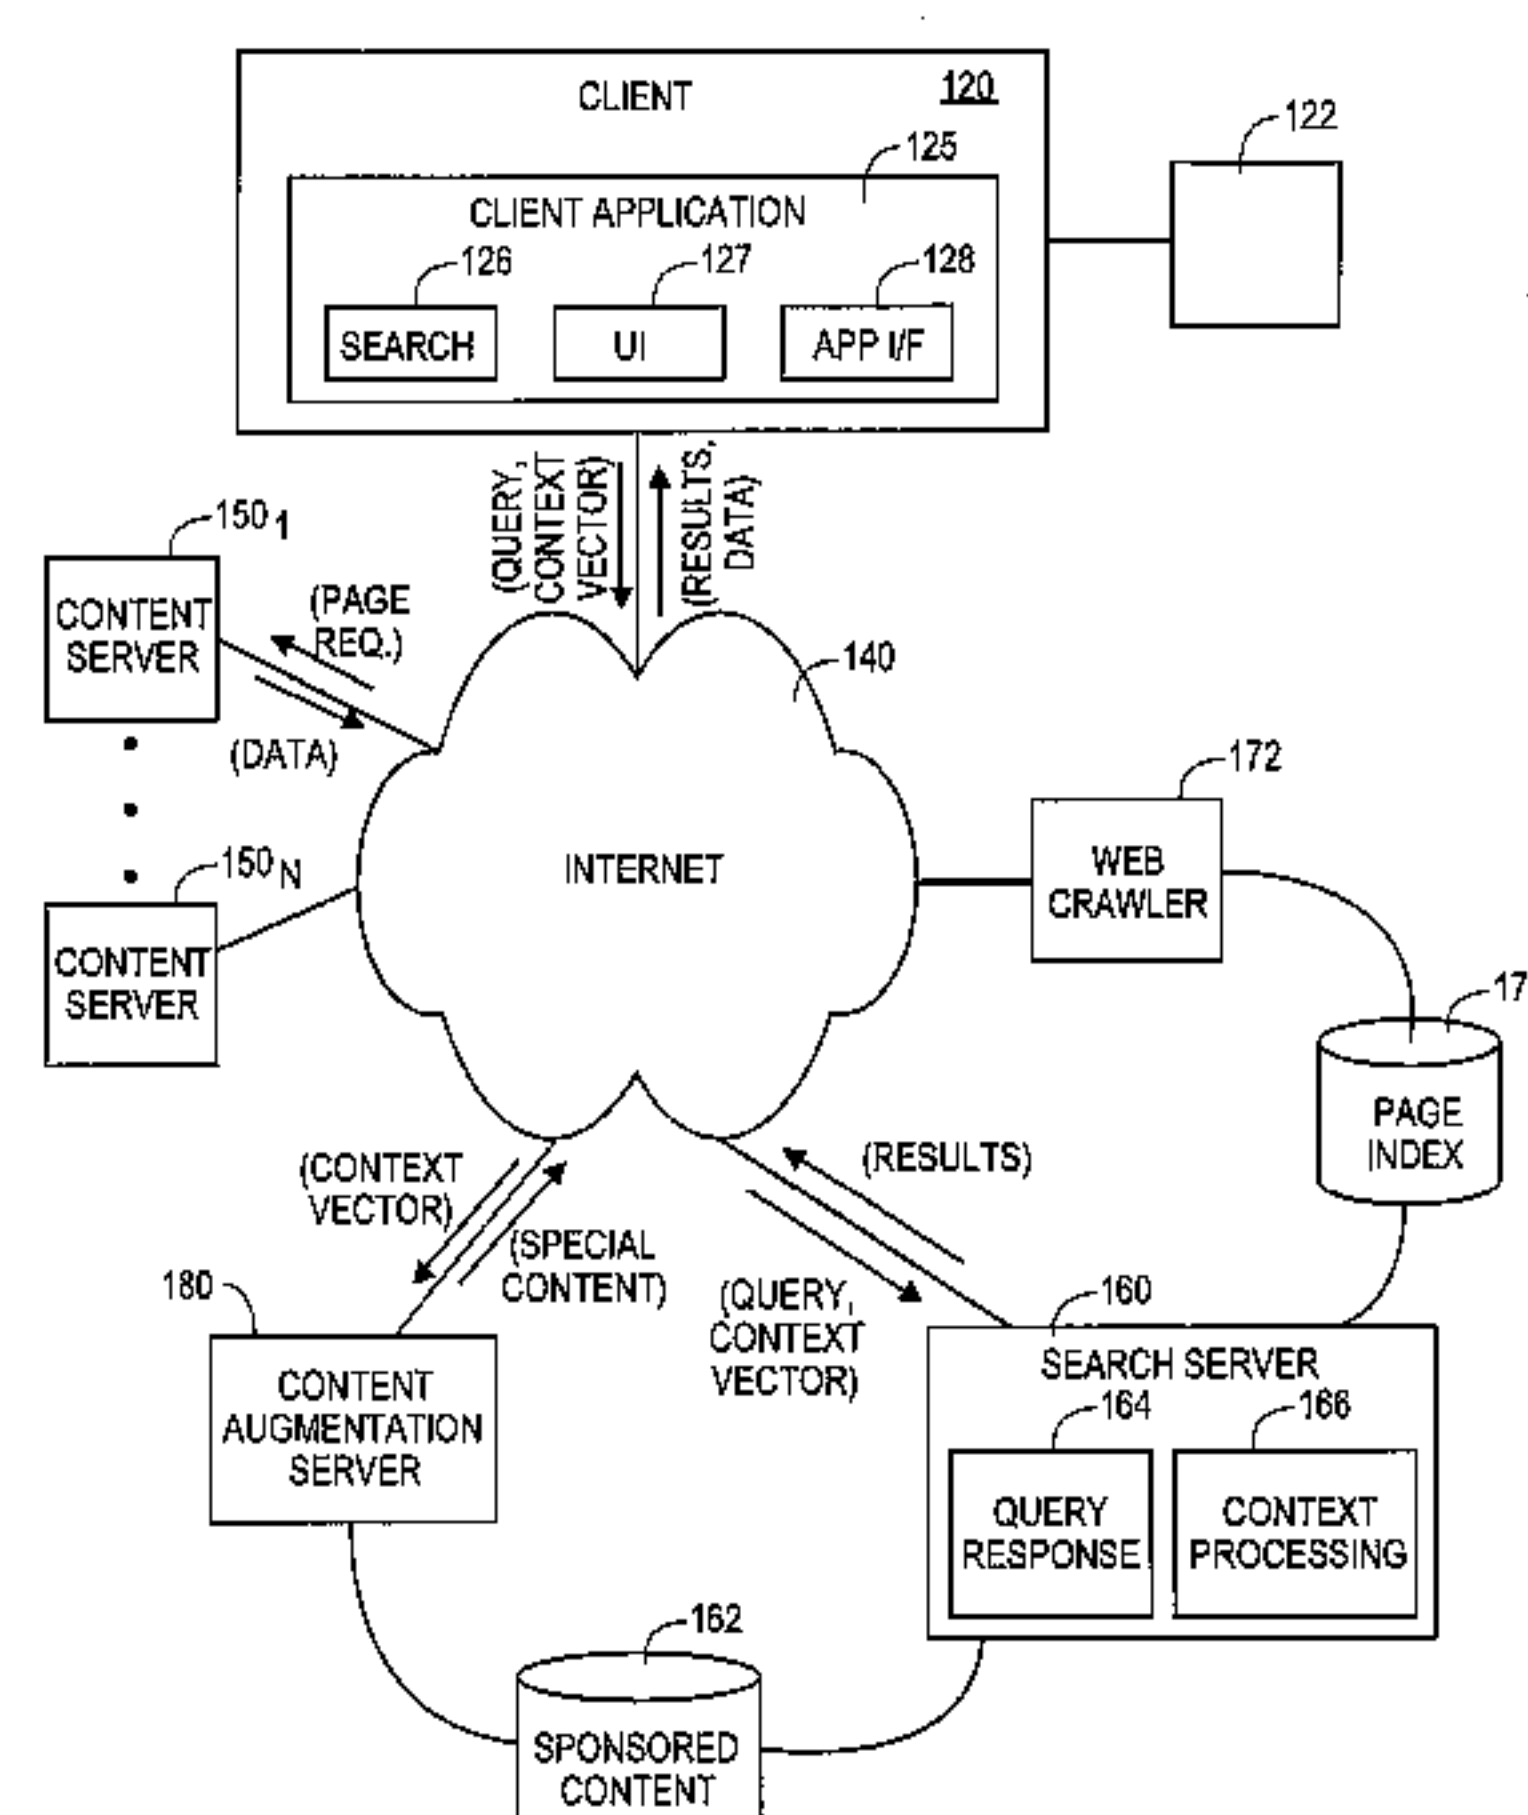 CLIENT
120
122
125
CLIENT APPLICATION
126
127
128
SEARCH
UI
APP I/F
(QUERY,
CONTEXT
VECTOR)
(RESULTS,
DATA)
150 1
CONTENT
SERVER
(PAGE
REQ.)
(DATA)
140
172
150 N
INTERNET
WEB
CRAWLER
CONTENT
SERVER
17
PAGE
INDEX
(CONTEXT
VECTOR)
(RESULTS)
(SPECIAL
CONTENT)
180
(QUERY,
CONTEXT
VECTOR)
160
CONTENT
AUGMENTATION
SERVER
SEARCH SERVER
164
166
QUERY
RESPONSE
CONTEXT
PROCESSING
162
SPONSORED
CONTENT